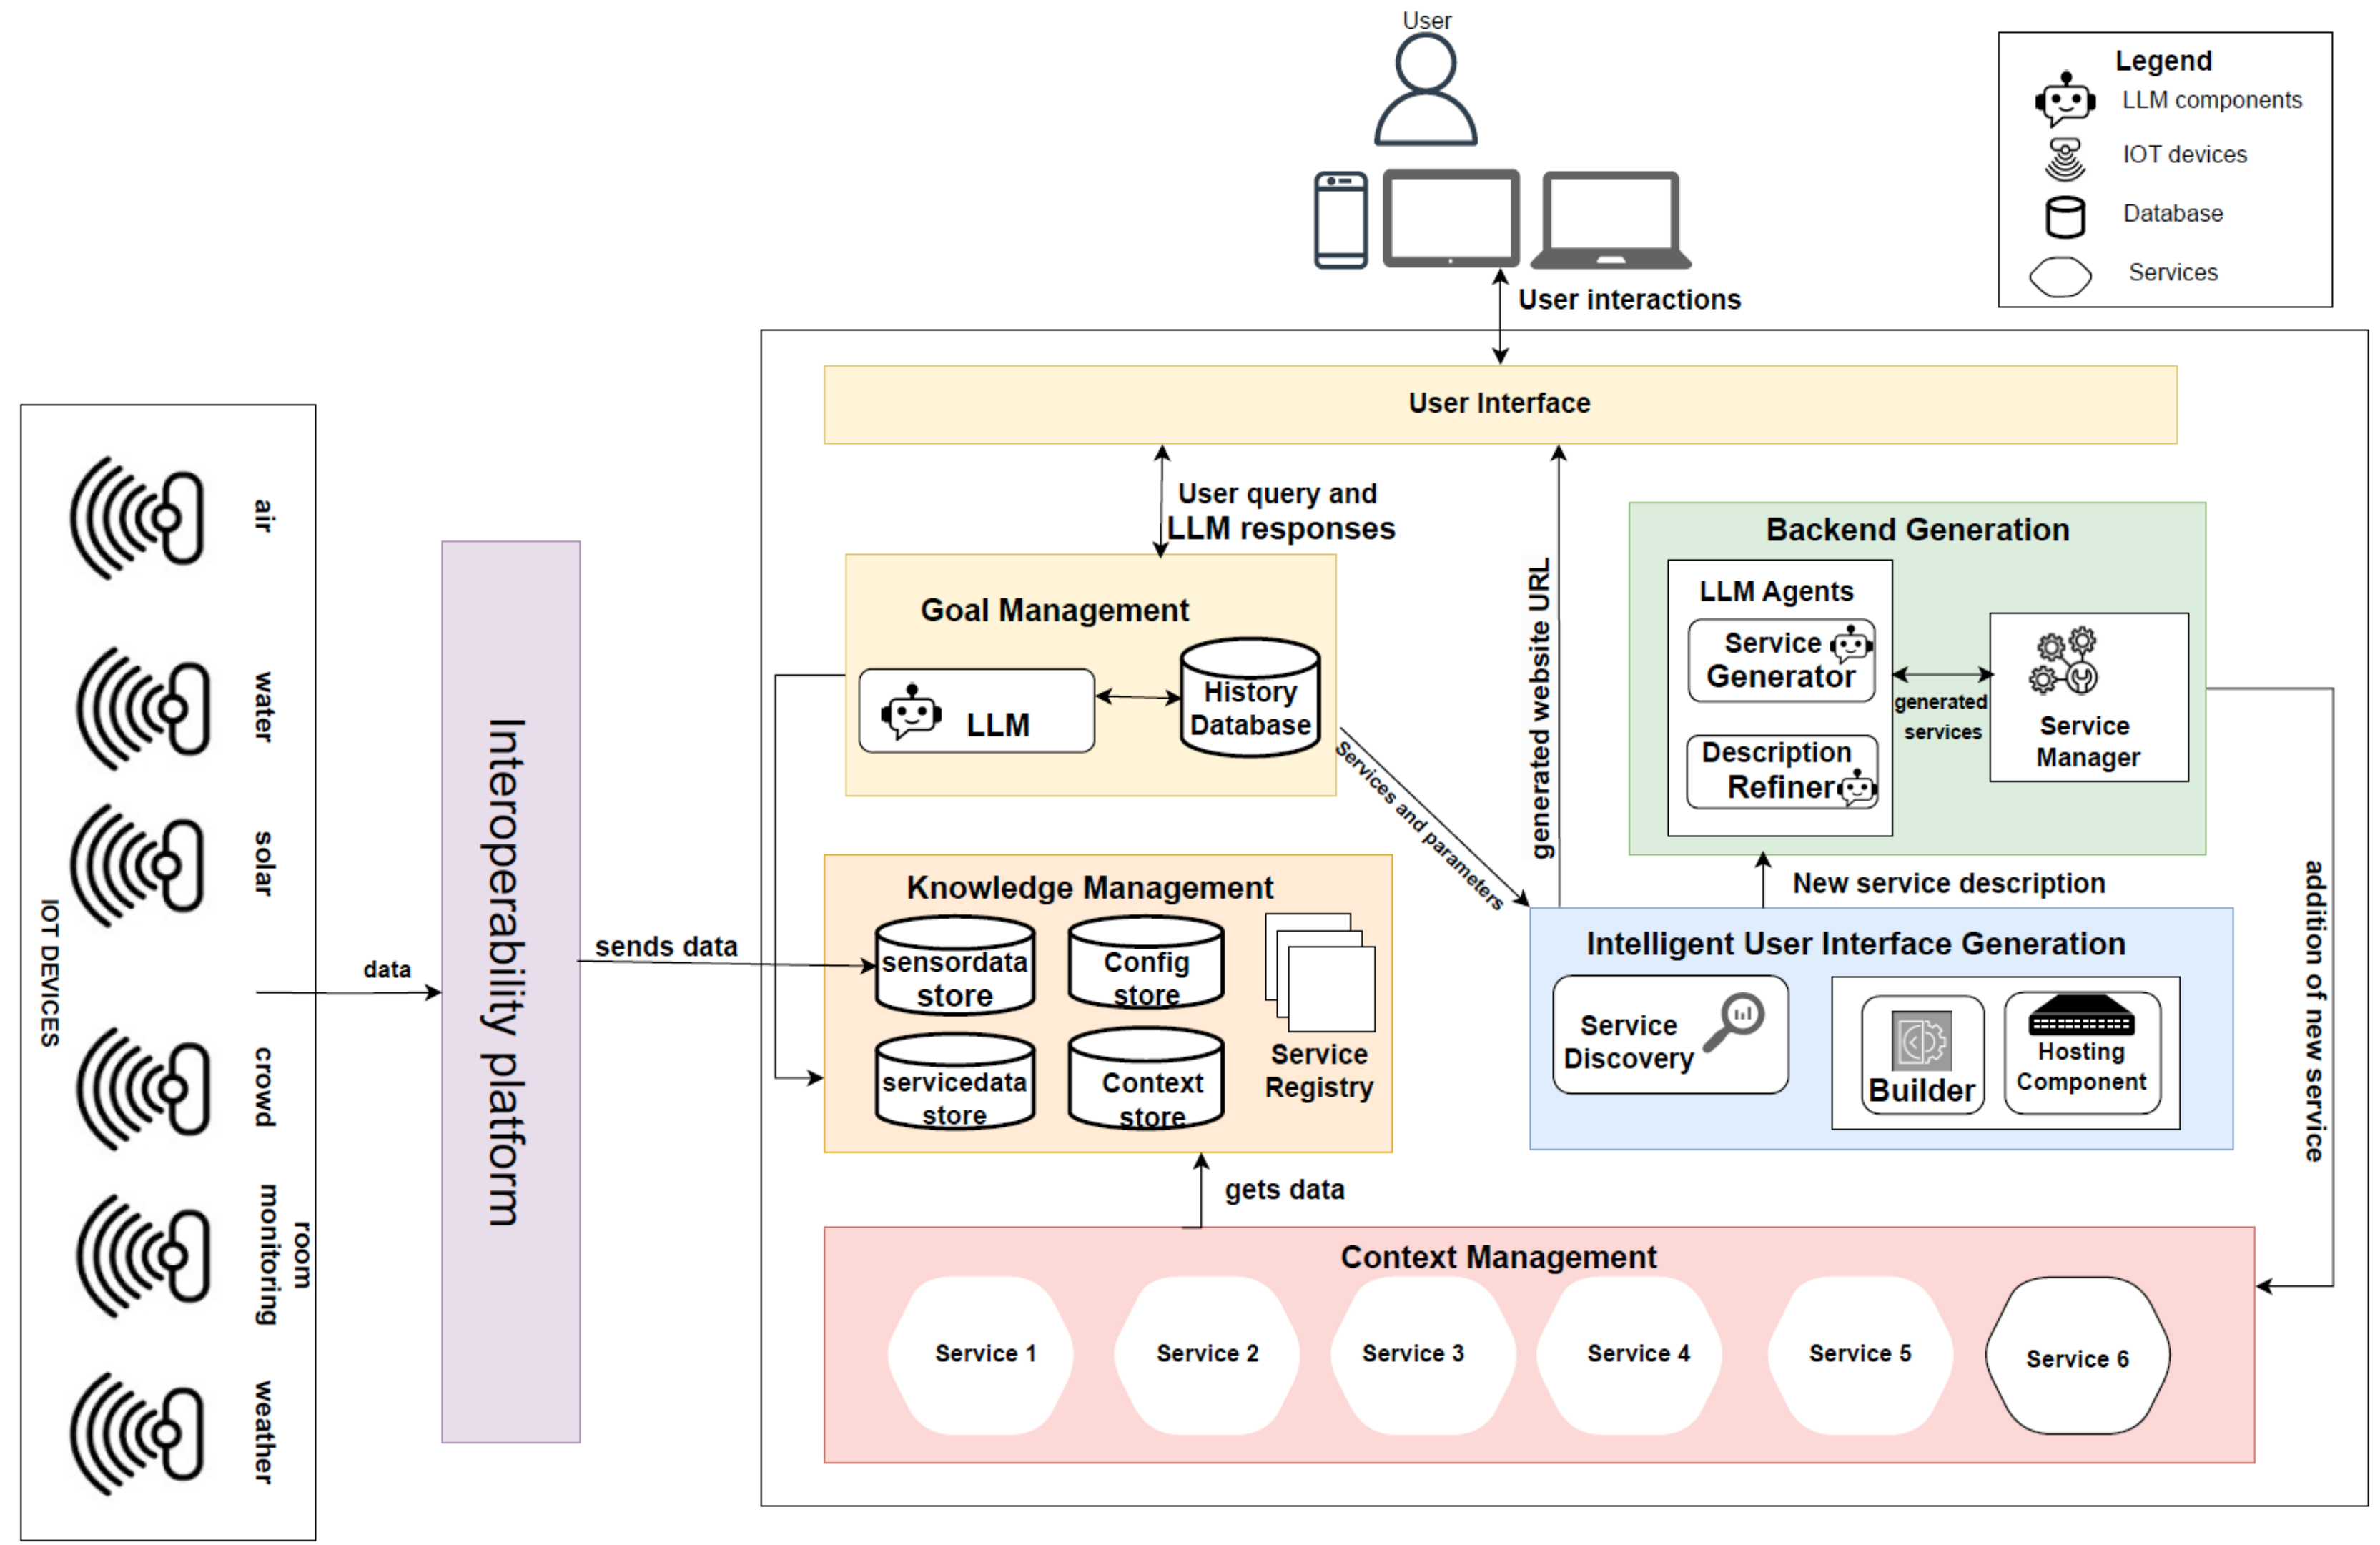 User
Legend
LLM components
IOT devices
Database
Services
User interactions
User Interface
User query and
LLM responses
generated website URL
Goal Management
LLM
History
Database
Services and parameters
Backend Generation
LLM Agents
Service
Generator
Description
Refiner
generated
services
Service
Manager
New service description
addition of new service
IOT DEVICES
air
water
solar
crowd
room
monitoring
weather
data
Interoperability platform
sends data
Knowledge Management
sensordata
store
Config
store
servicedata
store
Context
store
Service
Registry
Intelligent User Interface Generation
Service
Discovery
Builder
Hosting
Component
gets data
Context Management
Service 1
Service 2
Service 3
Service 4
Service 5
Service 6